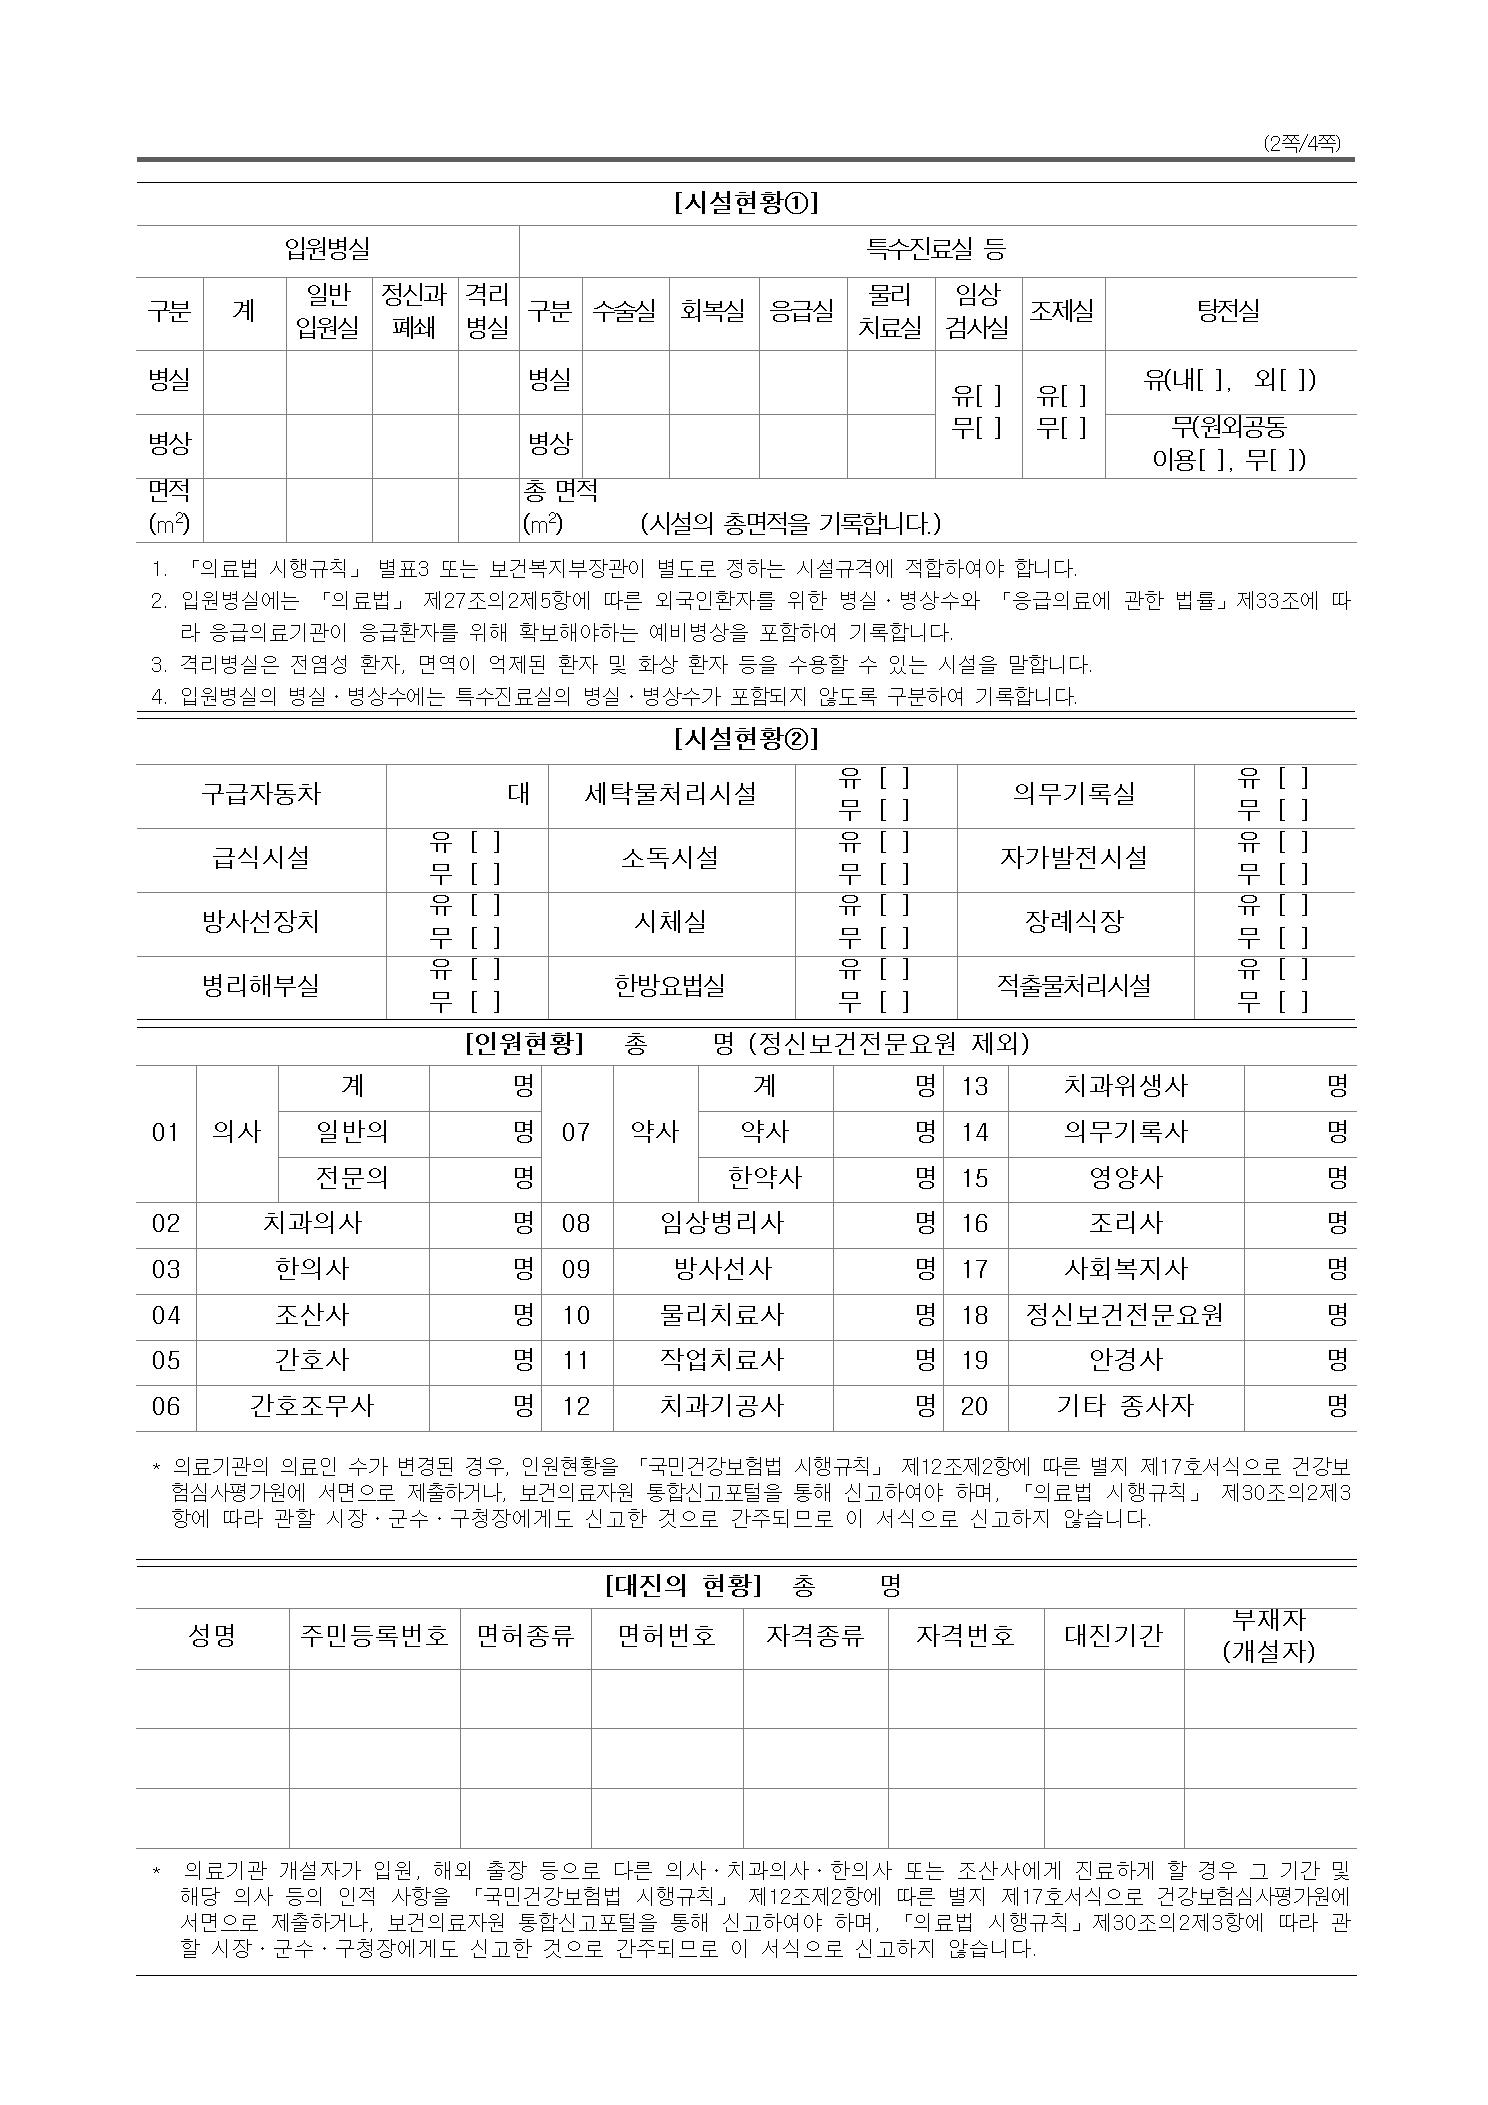 (2쪽/4쪽)
[시설현황①]
입원병실 특수진료실 등
구분 계 일반 입원실 정신과 폐쇄 격리 병실 구분 수술실 회복실 응급실 물리 치료실 임상 검사실 조제실 탕전실
병실 병실 유[ ] 무[ ] 유[ ] 무[ ] 유(내[ ], 외[ ])
병상 병상 무(원외공동 이용[ ], 무[ ])
면적 (m²) 총 면적 (m²) (시설의 총면적을 기록합니다.)
1. 「의료법 시행규칙」 별표3 또는 보건복지부장관이 별도로 정하는 시설규격에 적합하여야 합니다.
2. 입원병실에는 「의료법」 제27조의2제5항에 따른 외국인환자를 위한 병실ㆍ병상수와 「응급의료에 관한 법률」제33조에 따
라 응급의료기관이 응급환자를 위해 확보해야하는 예비병상을 포함하여 기록합니다.
3. 격리병실은 전염성 환자, 면역이 억제된 환자 및 화상 환자 등을 수용할 수 있는 시설을 말합니다.
4. 입원병실의 병실ㆍ병상수에는 특수진료실의 병실ㆍ병상수가 포함되지 않도록 구분하여 기록합니다.
[시설현황②]
구급자동차 대 세탁물처리시설 유 [ ] 무 [ ] 의무기록실 유 [ ] 무 [ ]
급식시설 유 [ ] 무 [ ] 소독시설 유 [ ] 무 [ ] 자가발전시설 유 [ ] 무 [ ]
방사선장치 유 [ ] 무 [ ] 시체실 유 [ ] 무 [ ] 장례식장 유 [ ] 무 [ ]
병리해부실 유 [ ] 무 [ ] 한방요법실 유 [ ] 무 [ ] 적출물처리시설 유 [ ] 무 [ ]
[인원현황] 총 명 (정신보건전문요원 제외)
01 의사 계 명 07 약사 계 명 13 치과위생사 명
일반의 명 약사 명 14 의무기록사 명
전문의 명 한약사 명 15 영양사 명
02 치과의사 명 08 임상병리사 명 16 조리사 명
03 한의사 명 09 방사선사 명 17 사회복지사 명
04 조산사 명 10 물리치료사 명 18 정신보건전문요원 명
05 간호사 명 11 작업치료사 명 19 안경사 명
06 간호조무사 명 12 치과기공사 명 20 기타 종사자 명
* 의료기관의 의료인 수가 변경된 경우, 인원현황을 「국민건강보험법 시행규칙」 제12조제2항에 따른 별지 제17호서식으로 건강보
험심사평가원에 서면으로 제출하거나, 보건의료자원 통합신고포털을 통해 신고하여야 하며, 「의료법 시행규칙」 제30조의2제3
항에 따라 관할 시장ㆍ군수ㆍ구청장에게도 신고한 것으로 간주되므로 이 서식으로 신고하지 않습니다.
[대진의 현황] 총 명
성명 주민등록번호 면허종류 면허번호 자격종류 자격번호 대진기간 부재자 (개설자)
* 의료기관 개설자가 입원, 해외 출장 등으로 다른 의사ㆍ치과의사ㆍ한의사 또는 조산사에게 진료하게 할 경우 그 기간 및
해당 의사 등의 인적 사항을 「국민건강보험법 시행규칙」 제12조제2항에 따른 별지 제17호서식으로 건강보험심사평가원에
서면으로 제출하거나, 보건의료자원 통합신고포털을 통해 신고하여야 하며, 「의료법 시행규칙」제30조의2제3항에 따라 관
할 시장ㆍ군수ㆍ구청장에게도 신고한 것으로 간주되므로 이 서식으로 신고하지 않습니다.